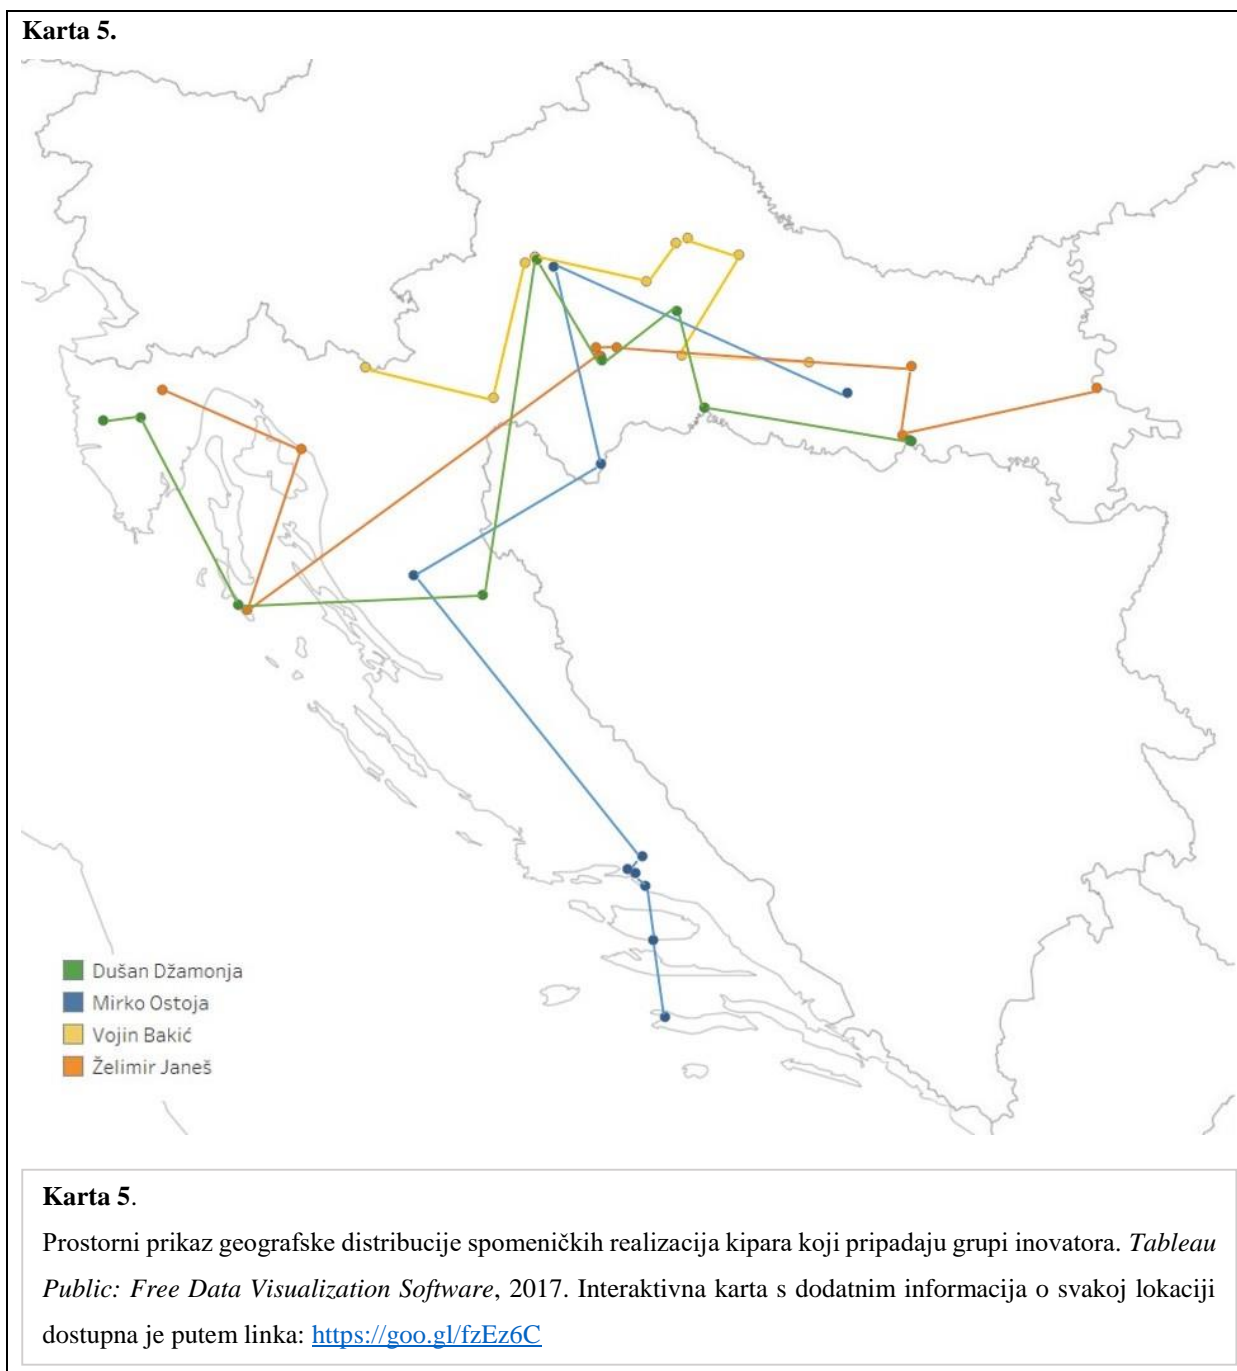 Karta 5.
Dušan Džamonja
Mirko Ostoja
Vojin Bakić
Želimir Janeš
Karta 5.
Prostorni prikaz geografske distribucije spomeničkih realizacija kipara koji pripadaju grupi inovatora. Tableau
Public: Free Data Visualization Software, 2017. Interaktivna karta s dodatnim informacija o svakoj lokaciji
dostupna je putem linka: https://goo.gl/fzEz6C